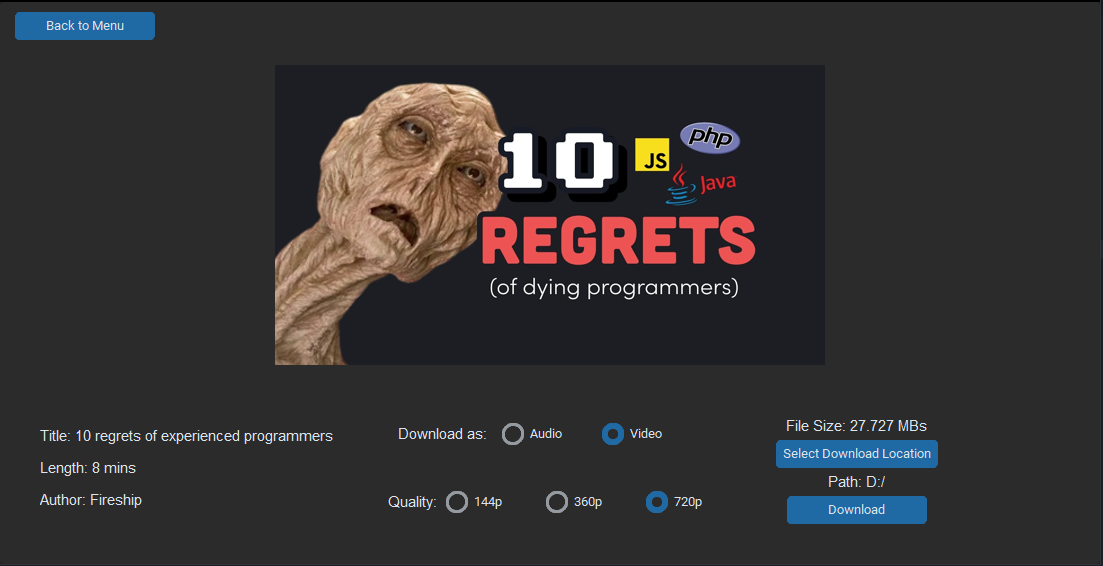 Back to Menu
10
JS
php
Java
REGRETS
(of dying programmers)
Title: 10 regrets of experienced programmers
Length: 8 mins
Author: Fireship
Download as: Audio Video
Quality: 144p 360p 720p
File Size: 27.727 MBs
Select Download Location
Path: D:/
Download